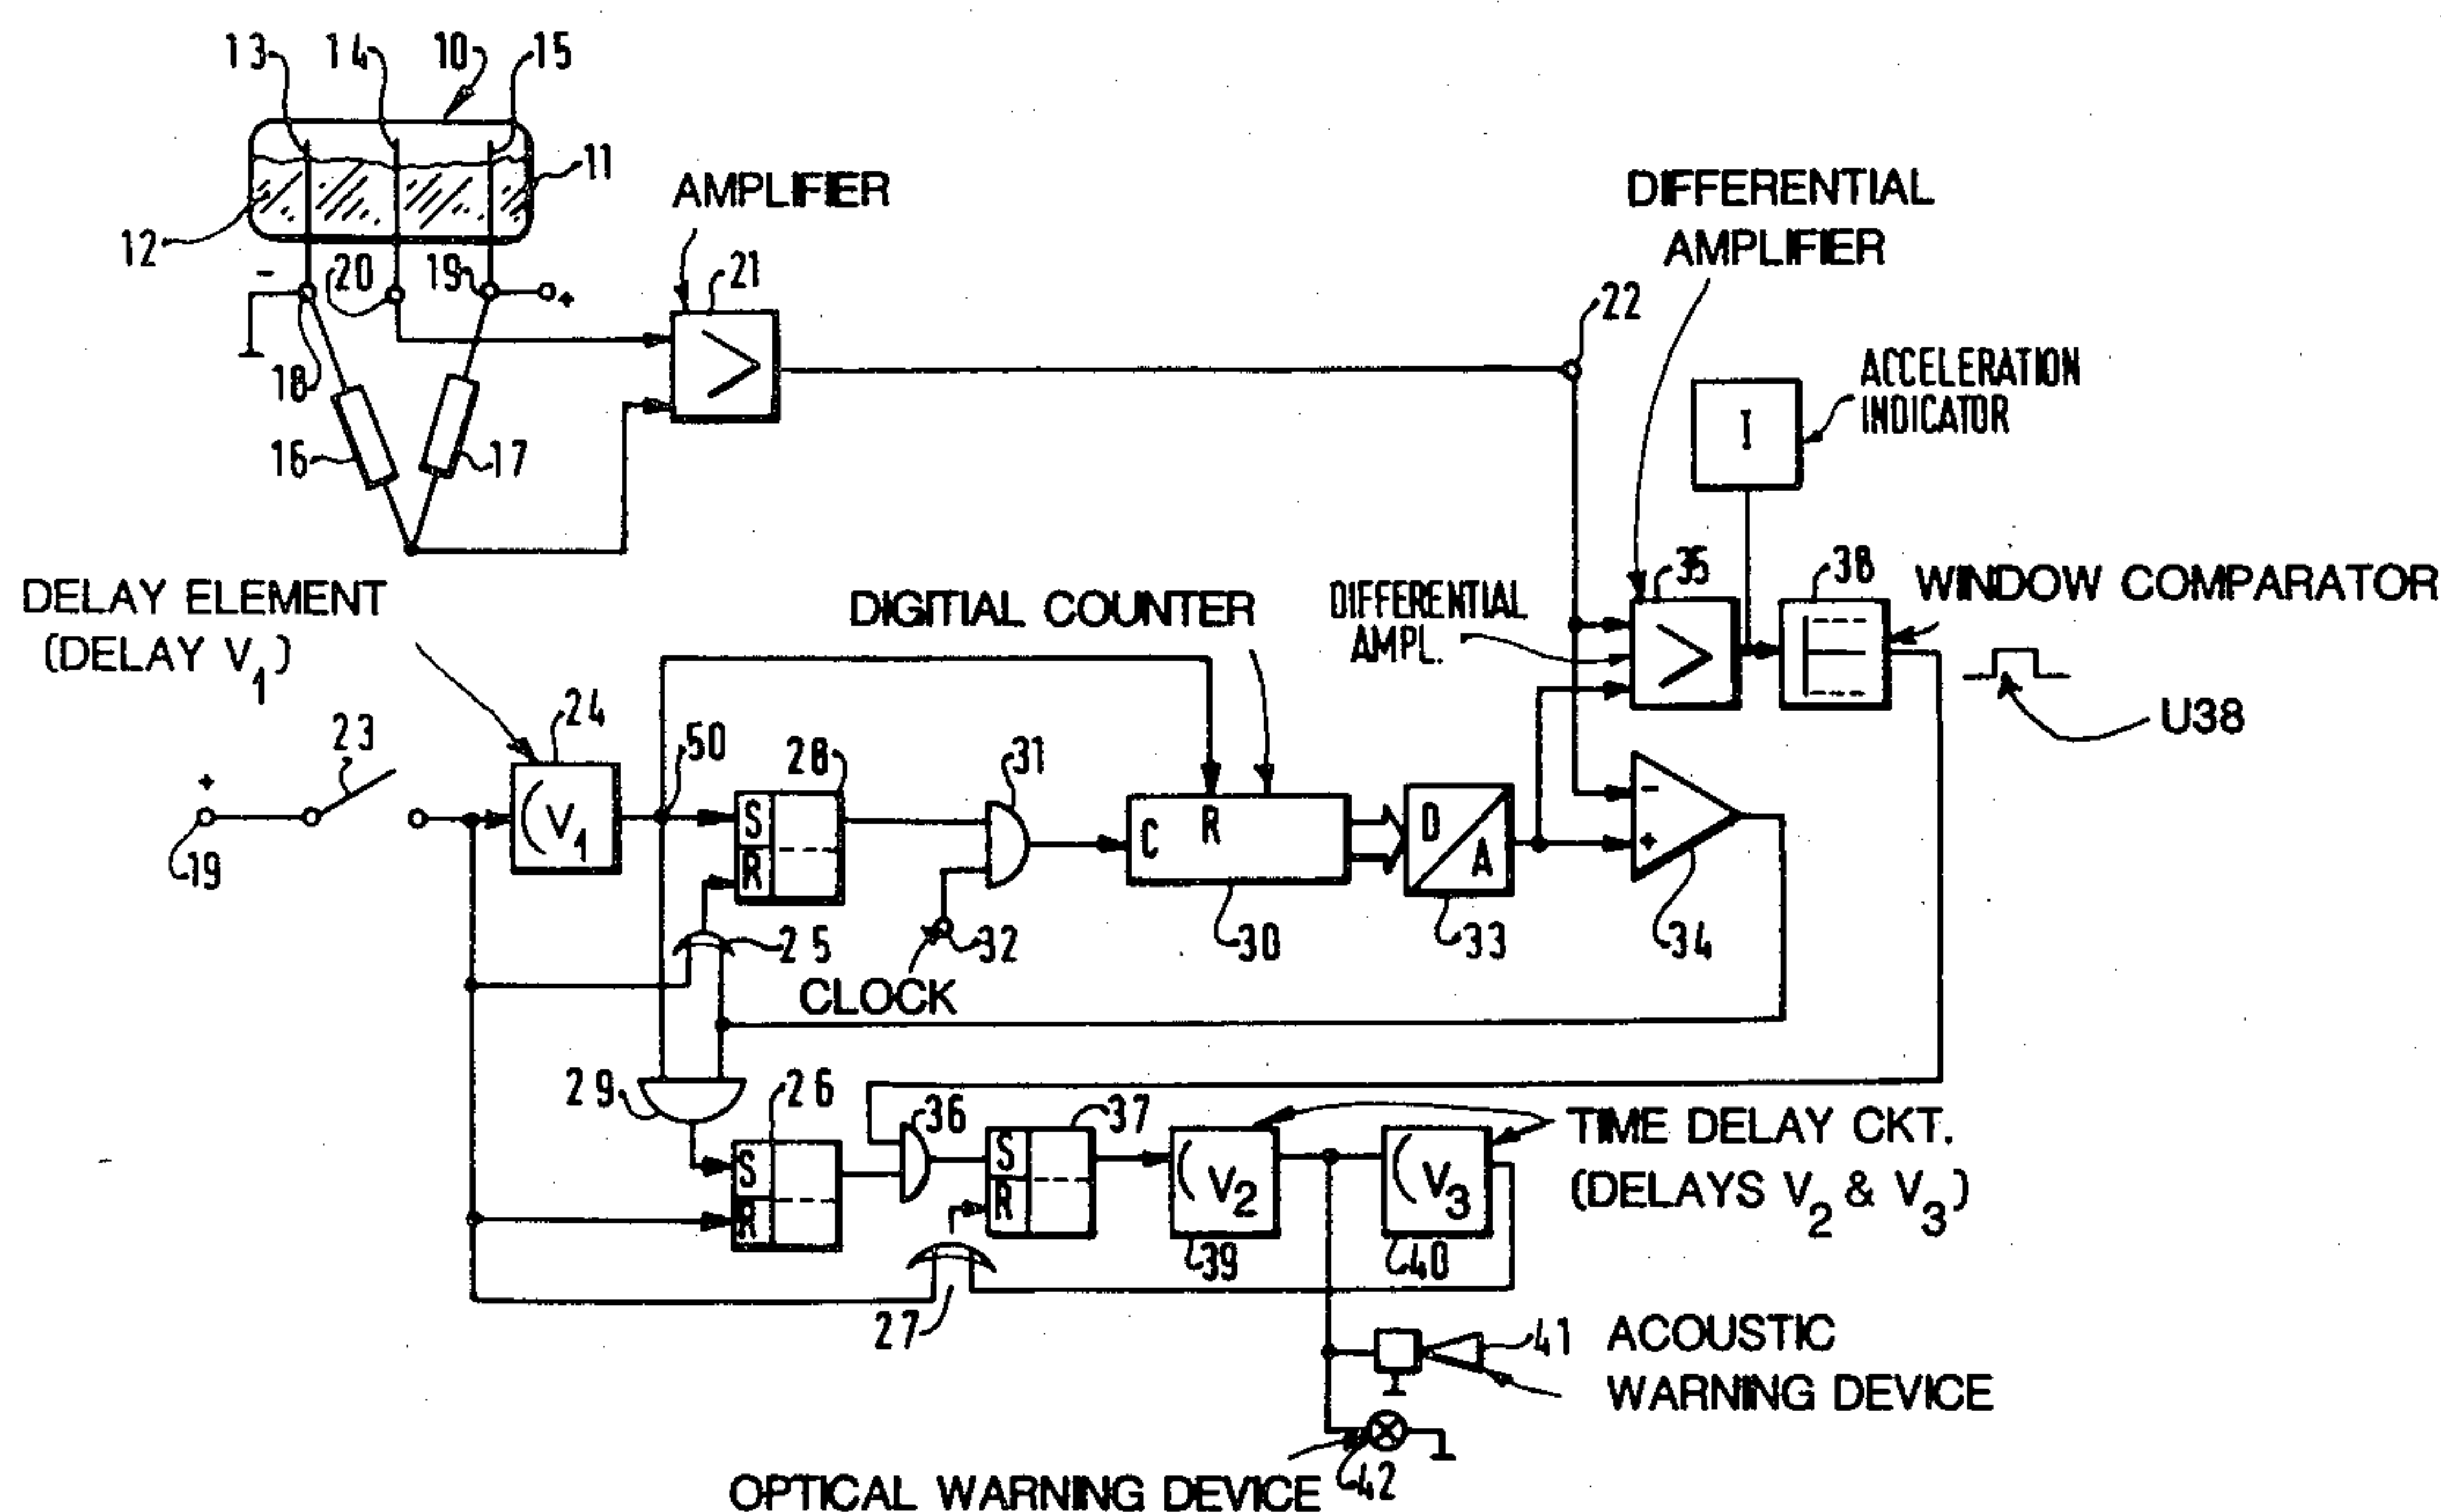 13 14 10 15
11
12
- 20 19 +
AMPLIFIER
21
18
16 17
DIFFERENTIAL
AMPLIFIER
22
I
ACCELERATION
INDICATOR
DELAY ELEMENT
(DELAY V1)
DIGITIAL COUNTER
DIFFERENTIAL
AMPL.
35
38
WINDOW COMPARATOR
U38
+
19
23
24
(V1
50
28
S
R
25
31
32
CLOCK
C R
30
D
A
33
-
+
34
29
26
S
R
36
37
S
R
27
(V2
39
(V3
40
TIME DELAY CKT.
(DELAYS V2 & V3)
41
ACOUSTIC
WARNING DEVICE
42
OPTICAL WARNING DEVICE